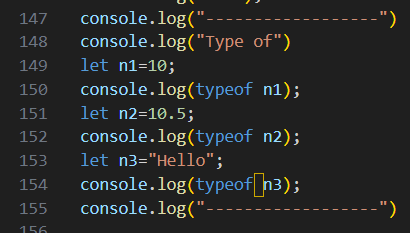 147 console.log("------------------")
148 console.log("Type of")
149 let n1=10;
150 console.log(typeof n1);
151 let n2=10.5;
152 console.log(typeof n2);
153 let n3="Hello";
154 console.log(typeof n3);
155 console.log("------------------")
156